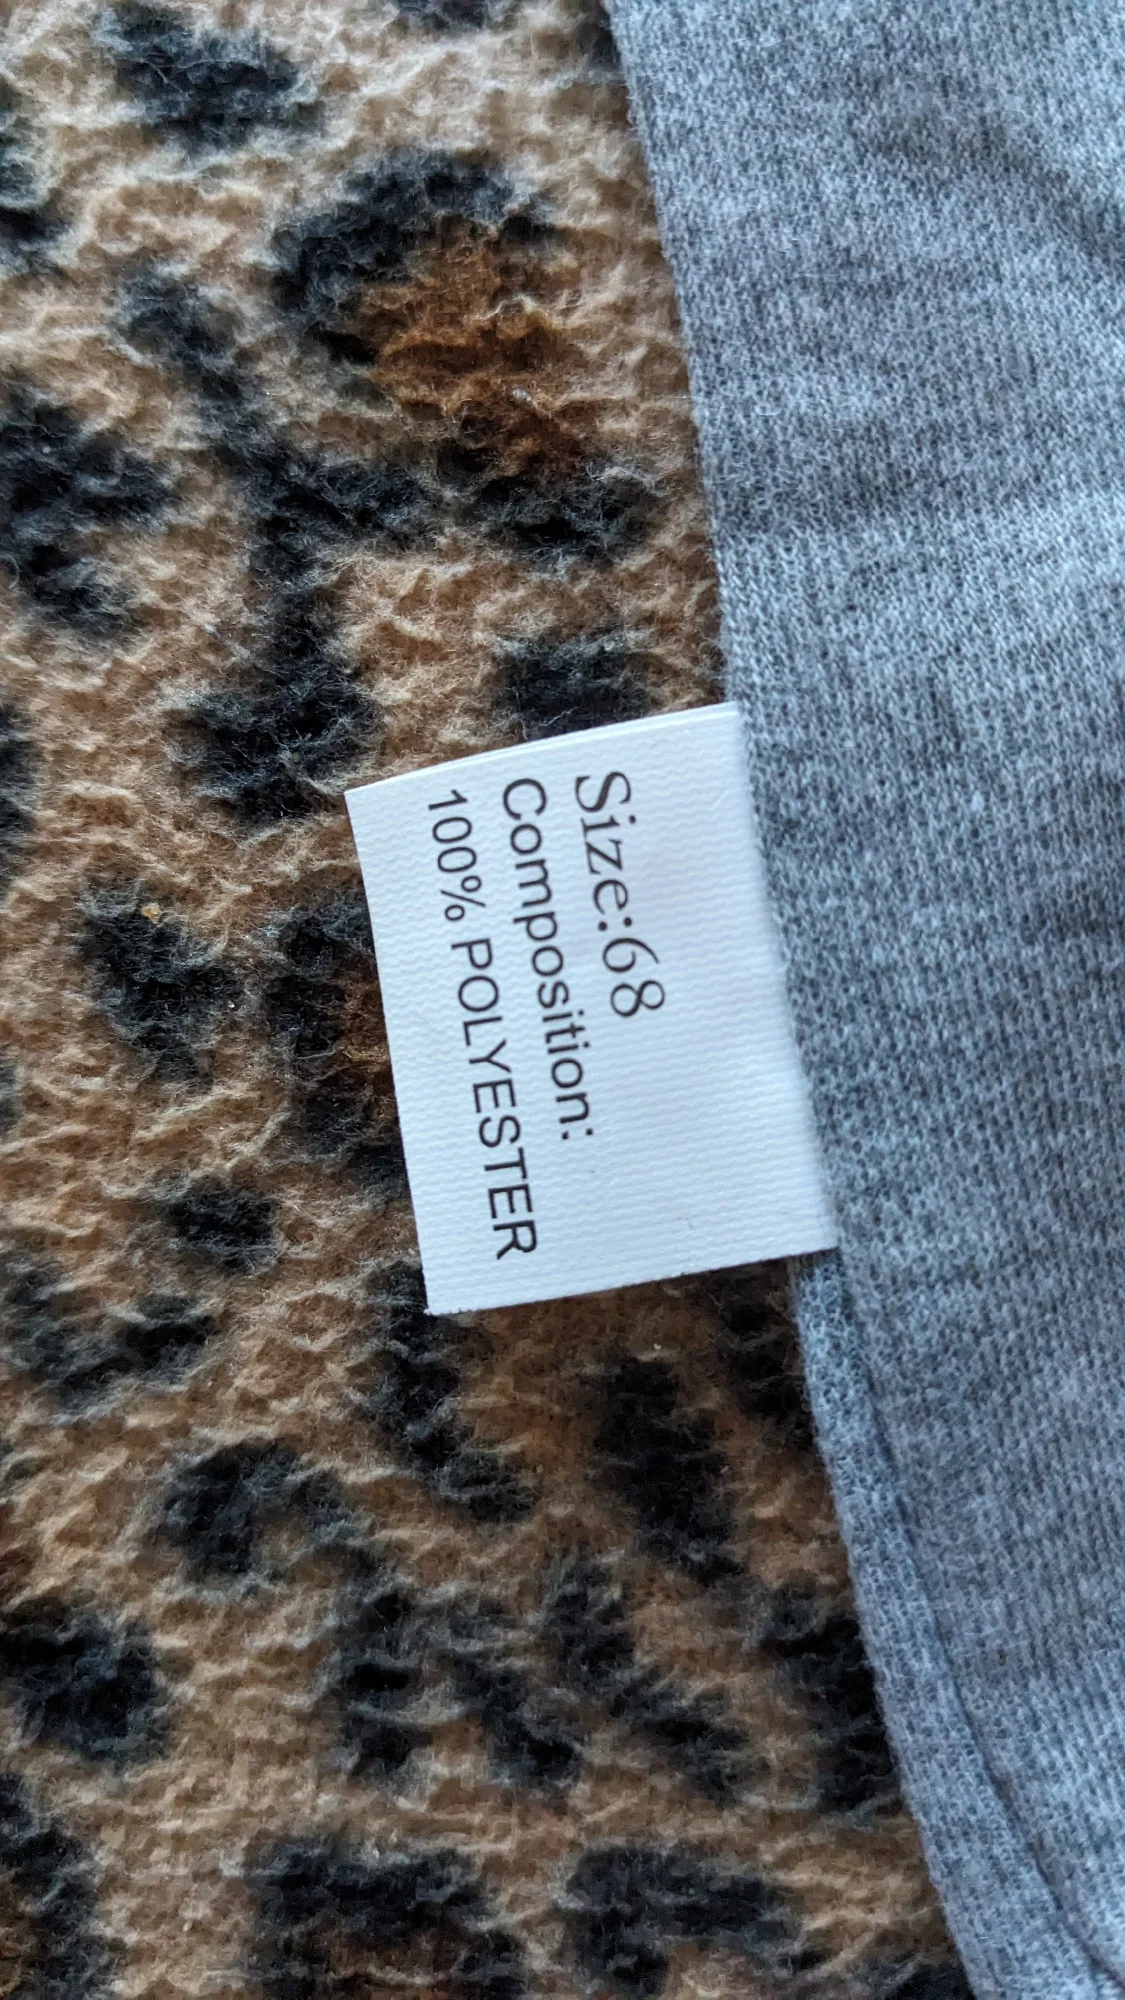 Size:68
Composition:
100% POLYESTER